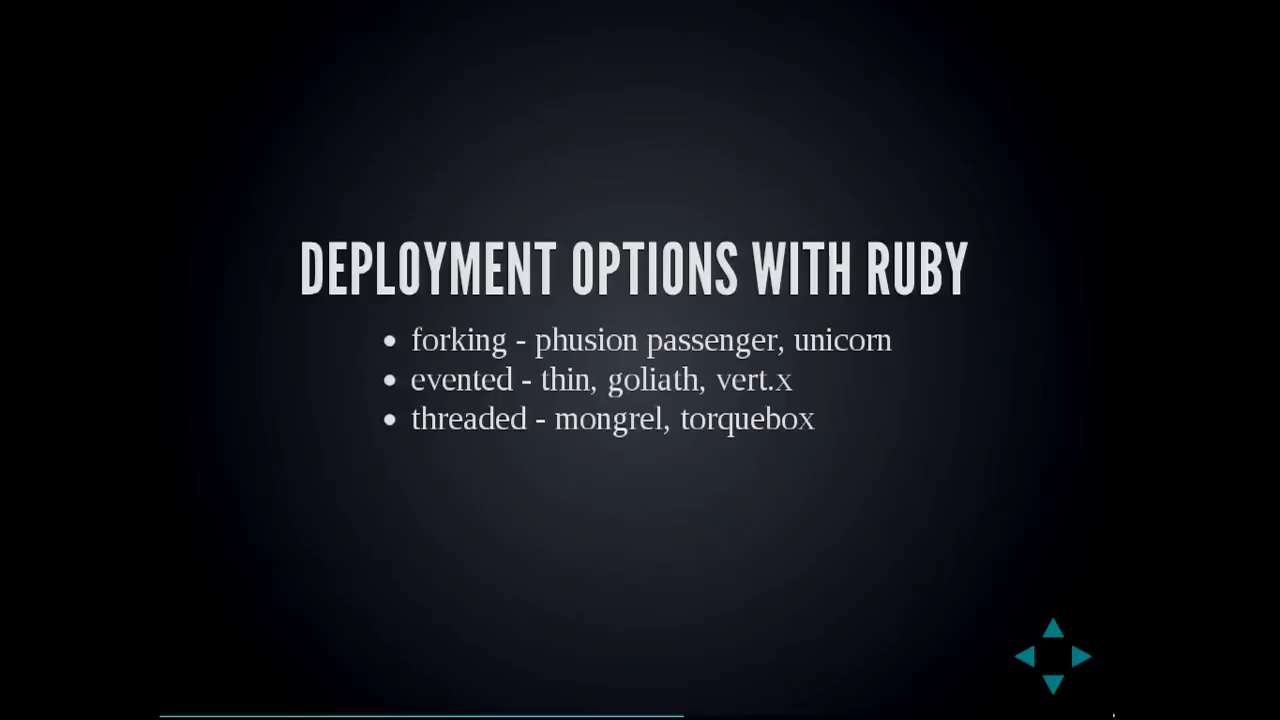 DEPLOYMENT OPTIONS WITH RUBY
forking - phusion passenger, unicorn
evented - thin, goliath, vert.x
threaded - mongrel, torquebox